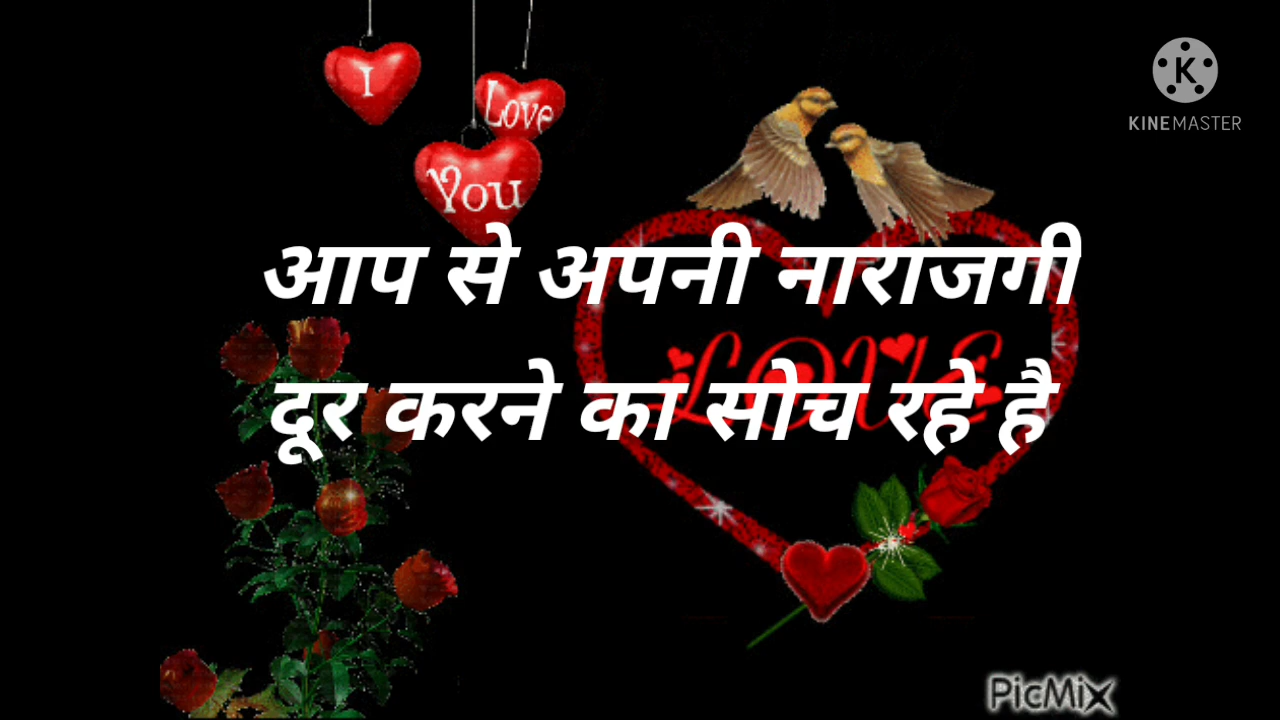 I
Love
You
KINEMASTER
आप से अपनी नाराजगी
LOVE
दूर करने का सोच रहे है
PicMix